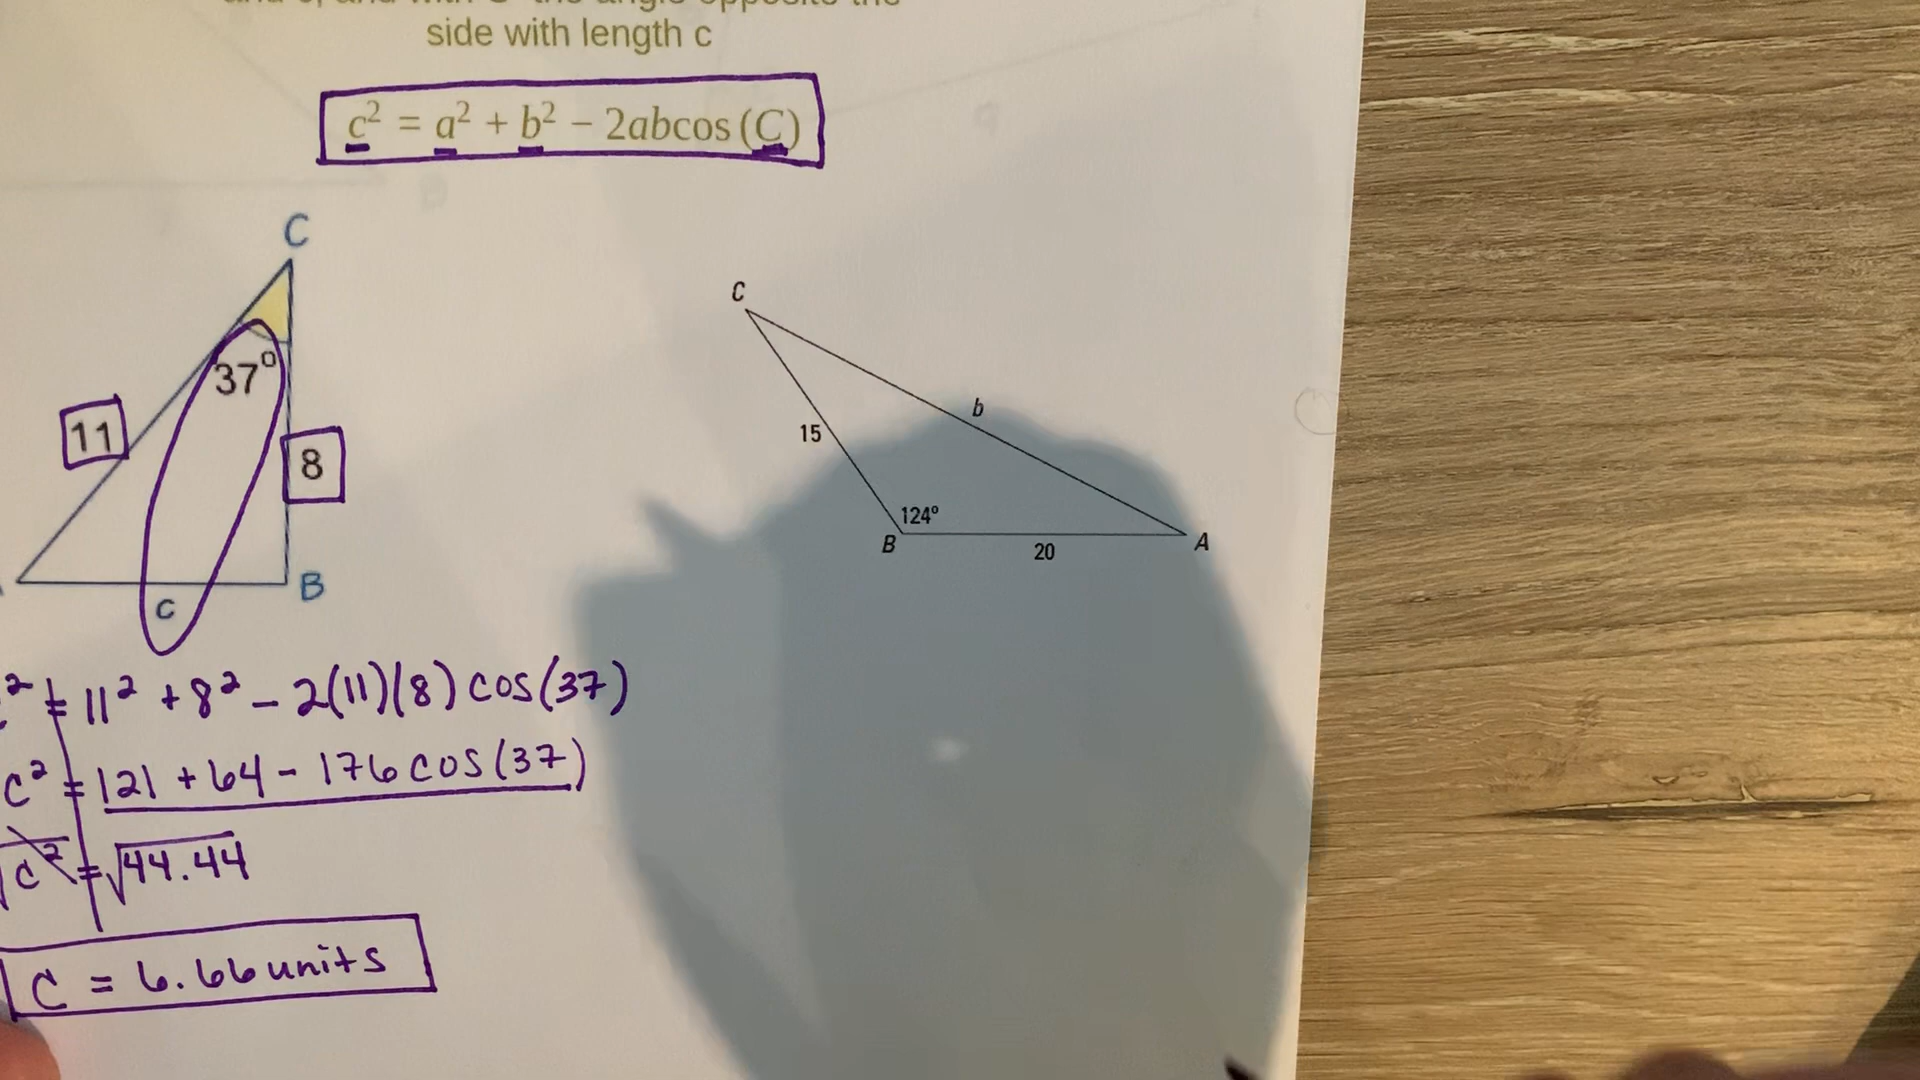 side with length c
c² = a² + b² − 2abcos (C)
C
37°
11
8
B
c
² = 11² + 8² - 2(11)(8) cos(37)
c² = 121 + 64 - 176 cos(37)
√c² = √44.44
C = 6.66 units
C
b
15
124°
B
20
A